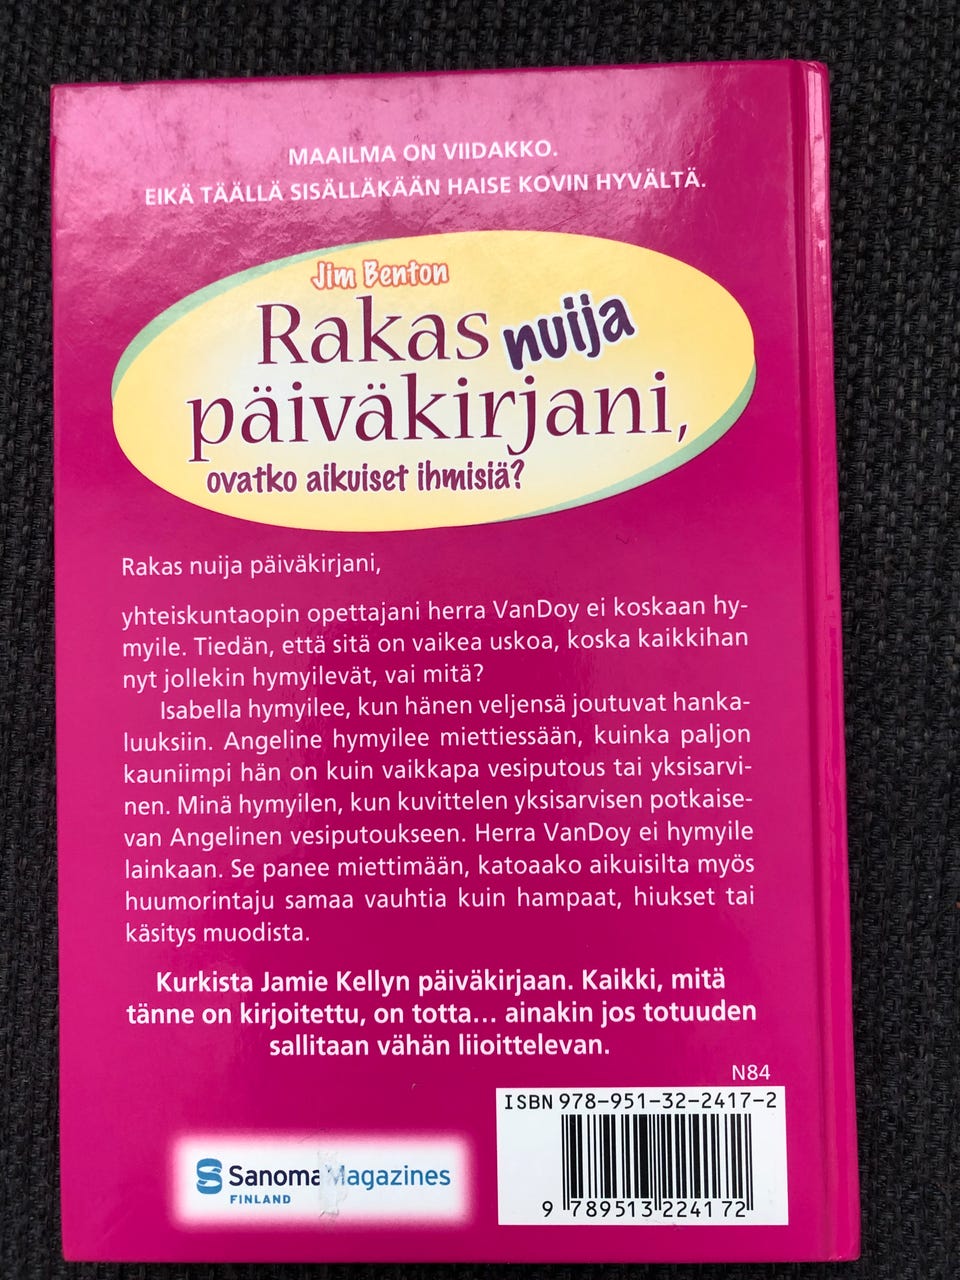 MAAILMA ON VIIDAKKO.
EIKÄ TÄÄLLÄ SISÄLLÄKÄÄN HAISE KOVIN HYVÄLTÄ.
Jim Benton
Rakas nuija
päiväkirjani,
ovatko aikuiset ihmisiä?
Rakas nuija päiväkirjani,
yhteiskuntaopin opettajani herra VanDoy ei koskaan hy-
myile. Tiedän, että sitä on vaikea uskoa, koska kaikkihan
nyt jollekin hymyilevät, vai mitä?
Isabella hymyilee, kun hänen veljensä joutuvat hanka-
luuksiin. Angeline hymyilee miettiessään, kuinka paljon
kauniimpi hän on kuin vaikkapa vesiputous tai yksisarvi-
nen. Minä hymyilen, kun kuvittelen yksisarvisen potkaise-
van Angelinen vesiputoukseen. Herra VanDoy ei hymyile
lainkaan. Se panee miettimään, katoaako aikuisilta myös
huumorintaju samaa vauhtia kuin hampaat, hiukset tai
käsitys muodista.
Kurkista Jamie Kellyn päiväkirjaan. Kaikki, mitä
tänne on kirjoitettu, on totta... ainakin jos totuuden
sallitaan vähän liioittelevan.
N84
ISBN 978-951-32-2417-2
9 789513 224172
SanomaMagazines
FINLAND